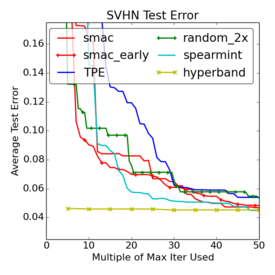 SVHN Test Error
smac
smac_early
TPE
random_2x
spearmint
hyperband
Average Test Error
0.16
0.14
0.12
0.10
0.08
0.06
0.04
0 10 20 30 40 50
Multiple of Max Iter Used